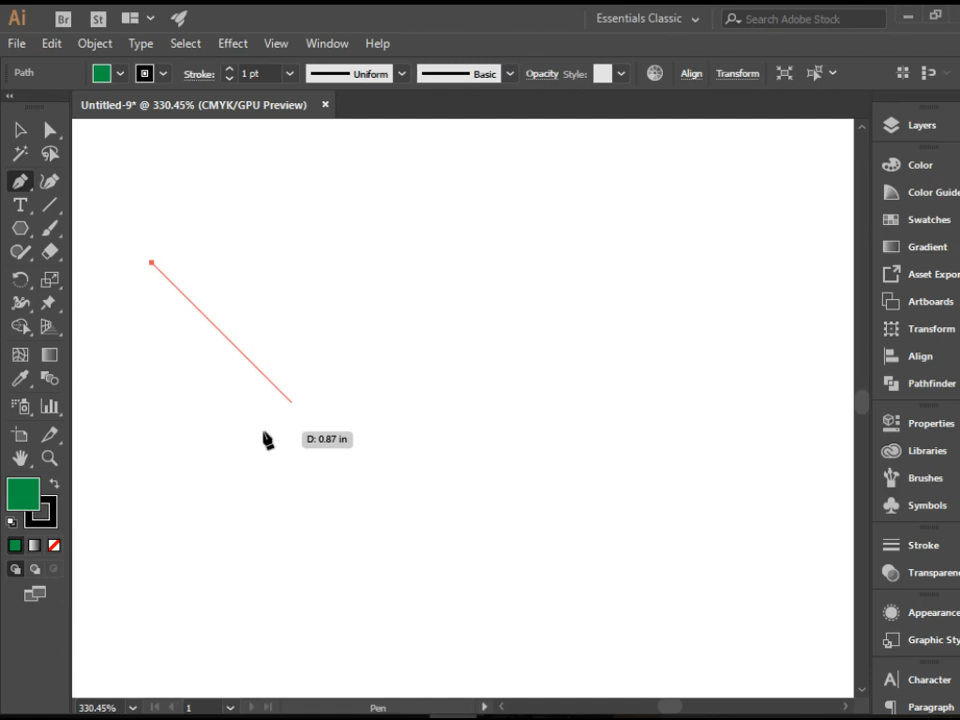 Ai Br St Essentials Classic Search Adobe Stock
File Edit Object Type Select Effect View Window Help
Path Stroke: 1 pt Uniform Basic Opacity Style: Align Transform
Untitled-9* @ 330.45% (CMYK/GPU Preview) ×
Layers
Color
Color Guide
Swatches
Gradient
Asset Expor
Artboards
Transform
Align
Pathfinder
Properties
Libraries
Brushes
Symbols
Stroke
Transparen
Appearance
Graphic Sty
Character
Paragraph
D: 0.87 in
330.45% 1 Pen